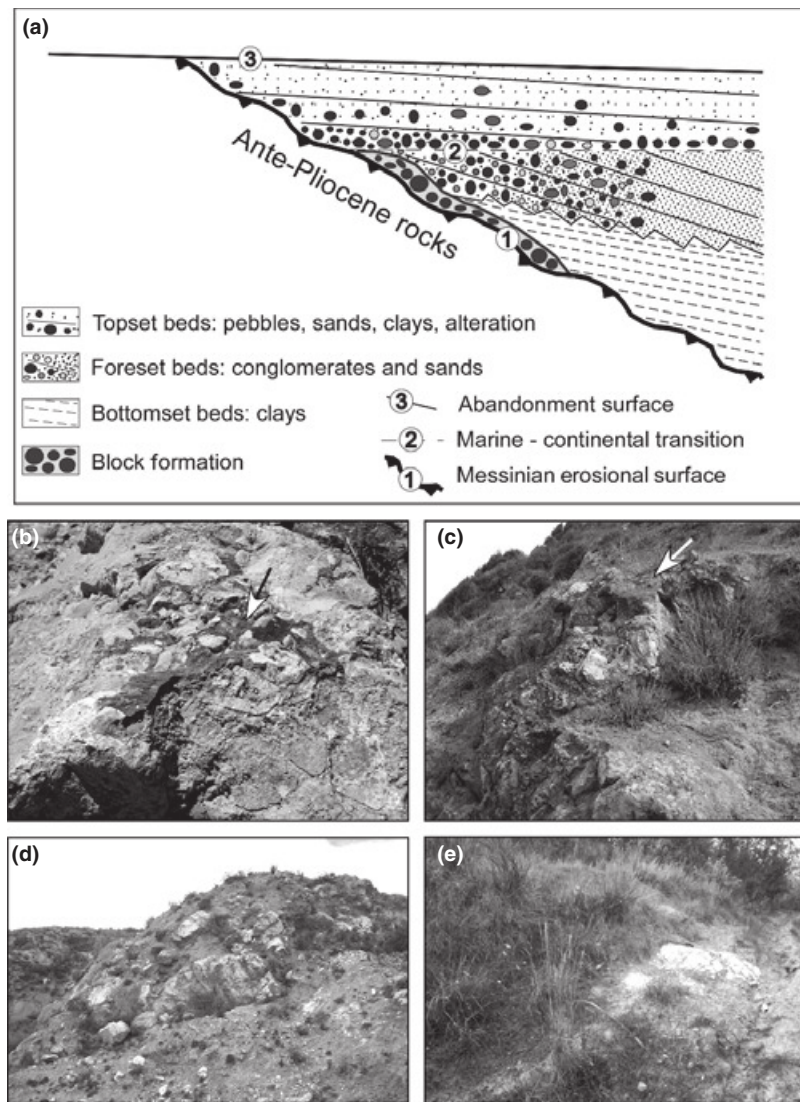 (a)
3
2
1
Ante-Pliocene rocks
Topset beds: pebbles, sands, clays, alteration
Foreset beds: conglomerates and sands
Bottomset beds: clays
Block formation
3 Abandonment surface
2 Marine - continental transition
1 Messinian erosional surface
(b)
(c)
(d)
(e)